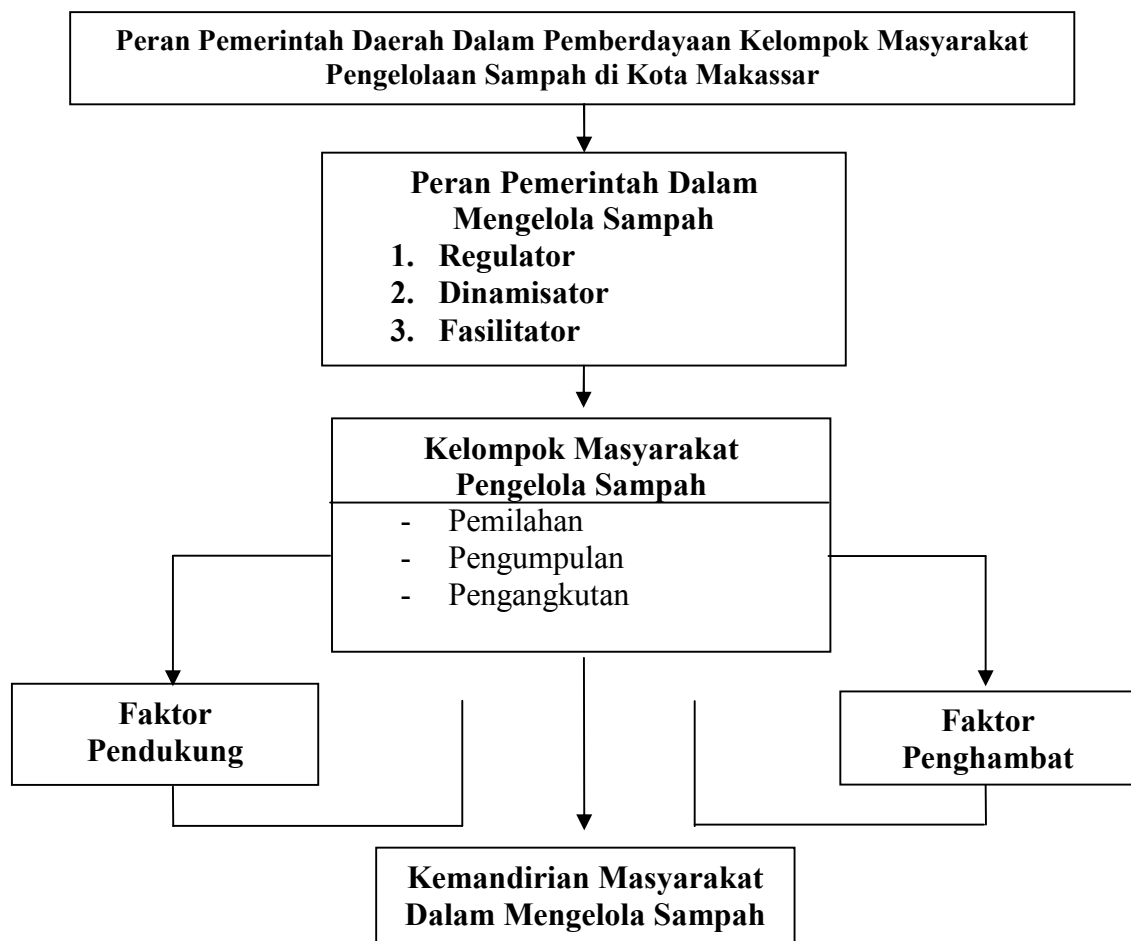 Peran Pemerintah Daerah Dalam Pemberdayaan Kelompok Masyarakat
Pengelolaan Sampah di Kota Makassar
Peran Pemerintah Dalam
Mengelola Sampah
1. Regulator
2. Dinamisator
3. Fasilitator
Kelompok Masyarakat
Pengelola Sampah
- Pemilahan
- Pengumpulan
- Pengangkutan
Faktor
Pendukung
Faktor
Penghambat
Kemandirian Masyarakat
Dalam Mengelola Sampah